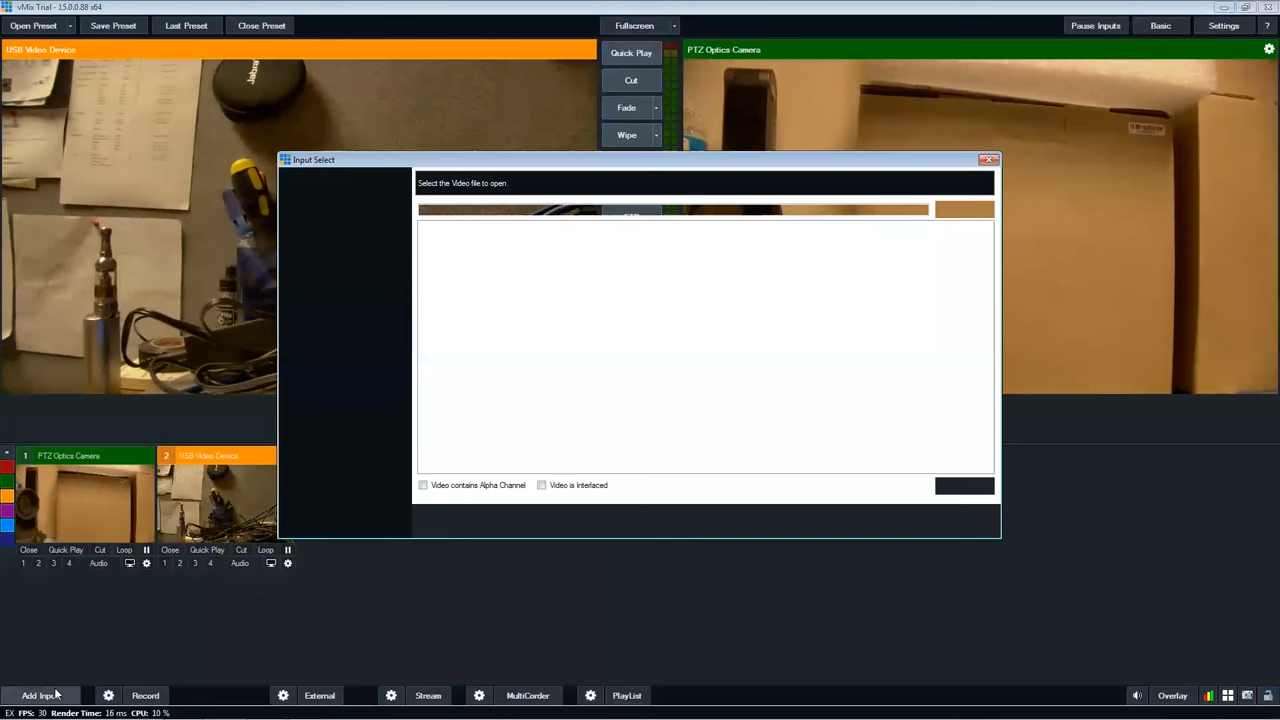 vMix Trial - 15.0.0.88 x64
Open Preset Save Preset Last Preset Close Preset Fullscreen Pause Inputs Basic Settings ?
USB Video Device
PTZ Optics Camera
Quick Play
Cut
Fade
Wipe
Jabra
Input Select
Select the Video file to open.
Video contains Alpha Channel Video is Interlaced
1 PTZ Optics Camera 2 USB Video Device
Close Quick Play Cut Loop Close Quick Play Cut Loop
1 2 3 4 Audio 1 2 3 4 Audio
Add Input Record External Stream MultiCorder PlayList Overlay
EX FPS: 30 Render Time: 16 ms CPU: 10 %